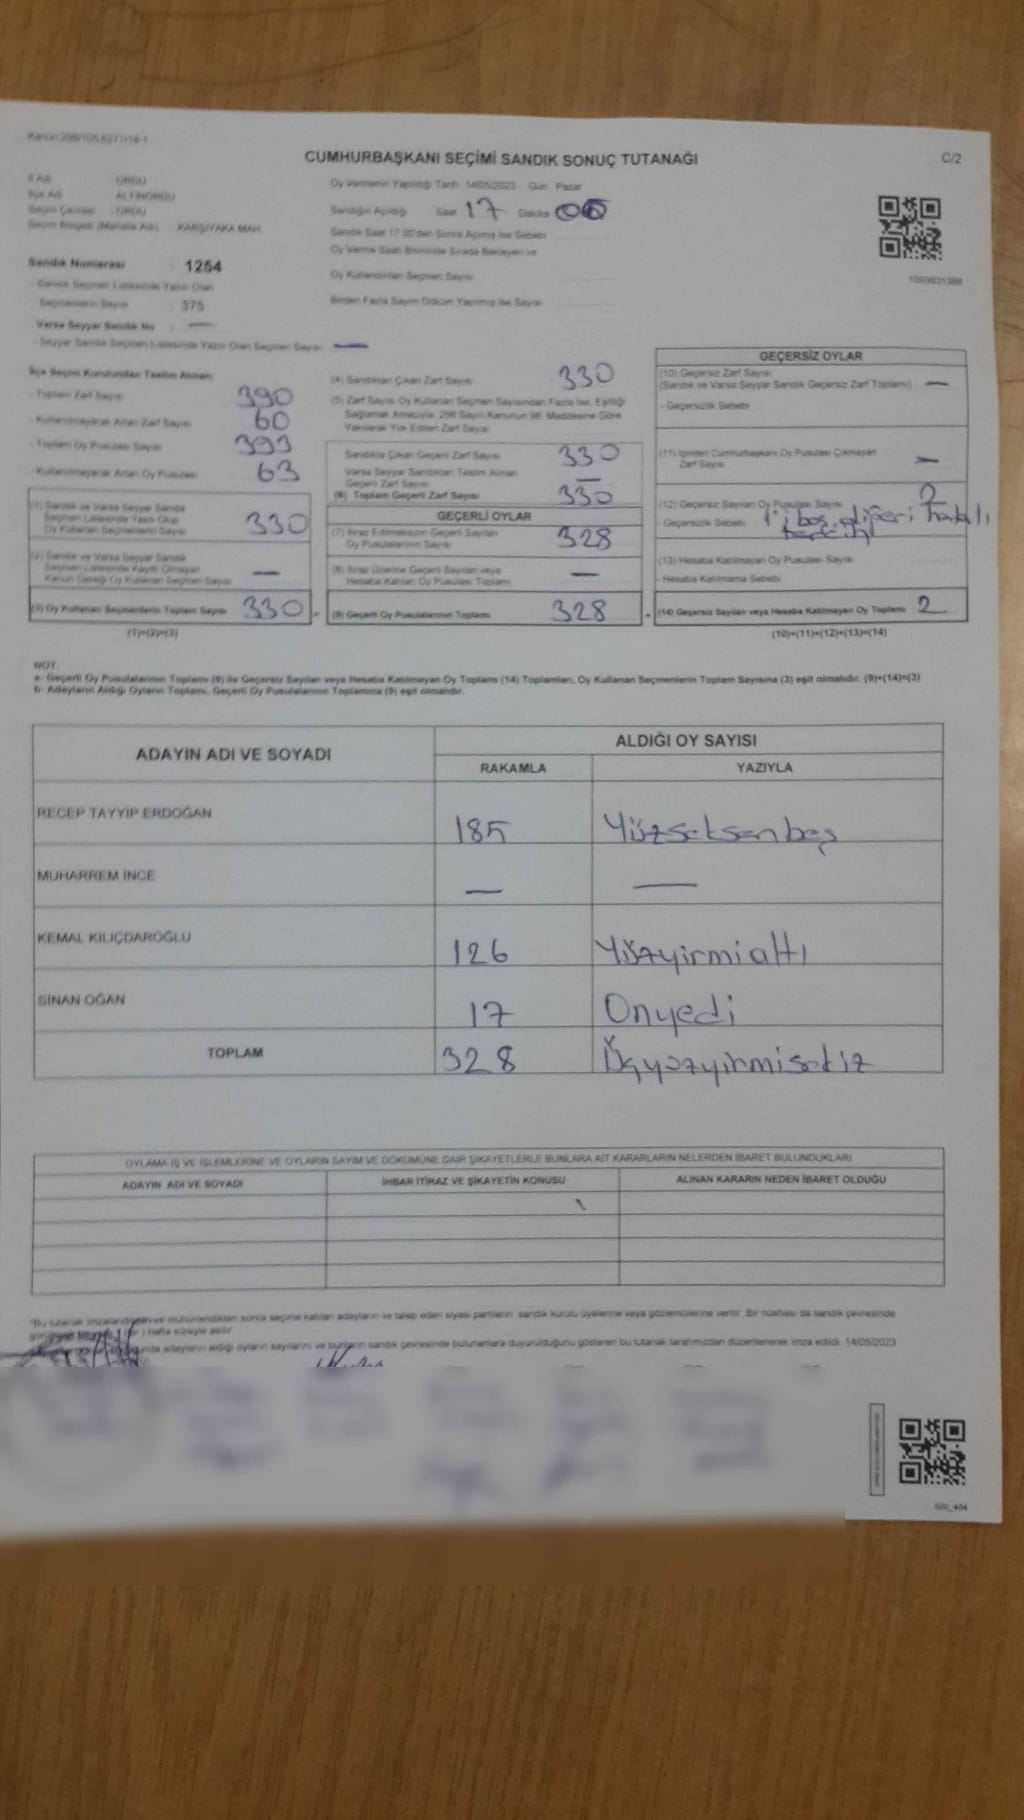 Kanun:298/105,6271/18-1
CUMHURBAŞKANI SEÇİMİ SANDIK SONUÇ TUTANAĞI
C/2
İl Adı : ORDU
İlçe Adı : ALTINORDU
Seçim Çevresi : ORDU
Seçim Bölgesi (Mahalle Adı) : KARŞIYAKA MAH.
Oy Vermenin Yapıldığı Tarih: 14/05/2023 Gün: Pazar
Sandığın Açıldığı Saat 17 Dakika
Sandık Saat 17:00'den Sonra Açılmış İse Sebebi
Oy Verme Saati Bitiminde Sırada Bekleyen ve
Oy Kullandırılan Seçmen Sayısı
Birden Fazla Sayım Döküm Yapılmış İse Sayısı
Sandık Numarası : 1254
- Sandık Seçmen Listesinde Yazılı Olan
Seçmenlerin Sayısı : 375
Varsa Seyyar Sandık No : —
- Seyyar Sandık Seçmen Listesinde Yazılı Olan Seçmen Sayısı: —
İlçe Seçim Kurulundan Teslim Alınan;
- Toplam Zarf Sayısı 390
- Kullanılmayarak Artan Zarf Sayısı 60
- Toplam Oy Pusulası Sayısı 393
- Kullanılmayarak Artan Oy Pusulası 63
(1) Sandık ve Varsa Seyyar Sandık
Seçmen Listesinde Yazılı Olup
Oy Kullanan Seçmenlerin Sayısı 330
(2) Sandık ve Varsa Seyyar Sandık
Seçmen Listesinde Kayıtlı Olmayan
Kanun Gereği Oy Kullanan Seçmen Sayısı —
(3) Oy Kullanan Seçmenlerin Toplam Sayısı 330
(1)+(2)=(3)
(4) Sandıktan Çıkan Zarf Sayısı 330
(5) Zarf Sayısı Oy Kullanan Seçmen Sayısından Fazla İse, Eşitliği
Sağlamak Amacıyla, 298 Sayılı Kanunun 98. Maddesine Göre
Yakılarak Yok Edilen Zarf Sayısı
Sandıkta Çıkan Geçerli Zarf Sayısı 330
Varsa Seyyar Sandıktan Teslim Alınan
Geçerli Zarf Sayısı —
(6) Toplam Geçerli Zarf Sayısı 330
GEÇERLİ OYLAR
(7) İtiraz Edilmeksizin Geçerli Sayılan
Oy Pusulalarının Sayısı 328
(8) İtiraz Üzerine Geçerli Sayılan veya
Hesaba Katılan Oy Pusulası Toplamı —
(9) Geçerli Oy Pusulalarının Toplamı 328
GEÇERSİZ OYLAR
(10) Geçersiz Zarf Sayısı
(Sandık ve Varsa Seyyar Sandık Geçersiz Zarf Toplamı) —
- Geçersizlik Sebebi
(11) İçinden Cumhurbaşkanı Oy Pusulası Çıkmayan
Zarf Sayısı —
(12) Geçersiz Sayılan Oy Pusulası Sayısı 2
- Geçersizlik Sebebi 1'i boş diğeri hatalı
(13) Hesaba Katılmayan Oy Pusulası Sayısı
- Hesaba Katılmama Sebebi
(14) Geçersiz Sayılan veya Hesaba Katılmayan Oy Toplamı 2
(10)+(11)+(12)+(13)=(14)
NOT:
a- Geçerli Oy Pusulalarının Toplamı (9) ile Geçersiz Sayılan veya Hesaba Katılmayan Oy Toplamı (14) Toplamları, Oy Kullanan Seçmenlerin Toplam Sayısına (3) eşit olmalıdır. (9)+(14)=(3)
b- Adayların Aldığı Oyların Toplamı, Geçerli Oy Pusulalarının Toplamına (9) eşit olmalıdır.
ADAYIN ADI VE SOYADI
ALDIĞI OY SAYISI
RAKAMLA YAZIYLA
RECEP TAYYİP ERDOĞAN 185 Yüzseksenbeş
MUHARREM İNCE — —
KEMAL KILIÇDAROĞLU 126 Yüzyirmialtı
SİNAN OĞAN 17 Onyedi
TOPLAM 328 Üçyüzyirmisekiz
OYLAMA İŞ VE İŞLEMLERİNE VE OYLARIN SAYIM VE DÖKÜMÜNE DAİR ŞİKAYETLERLE BUNLARA AİT KARARLARIN NELERDEN İBARET BULUNDUKLARI
ADAYIN ADI VE SOYADI İHBAR İTİRAZ VE ŞİKAYETİN KONUSU ALINAN KARARIN NEDEN İBARET OLDUĞU
"Bu tutanak imzalandıktan ve mühürlendikten sonra seçime katılan adayların ve talep eden siyasi partilerin sandık kurulu üyelerine veya gözlemcilerine verilir. Bir nüshası da sandık çevresinde
hafta süreyle asılır.
adayların aldığı oyların sayılarını ve bunların sandık çevresinde bulunanlara duyurulduğunu gösteren bu tutanak tarafımızdan düzenlenerek imza edildi. 14/05/2023